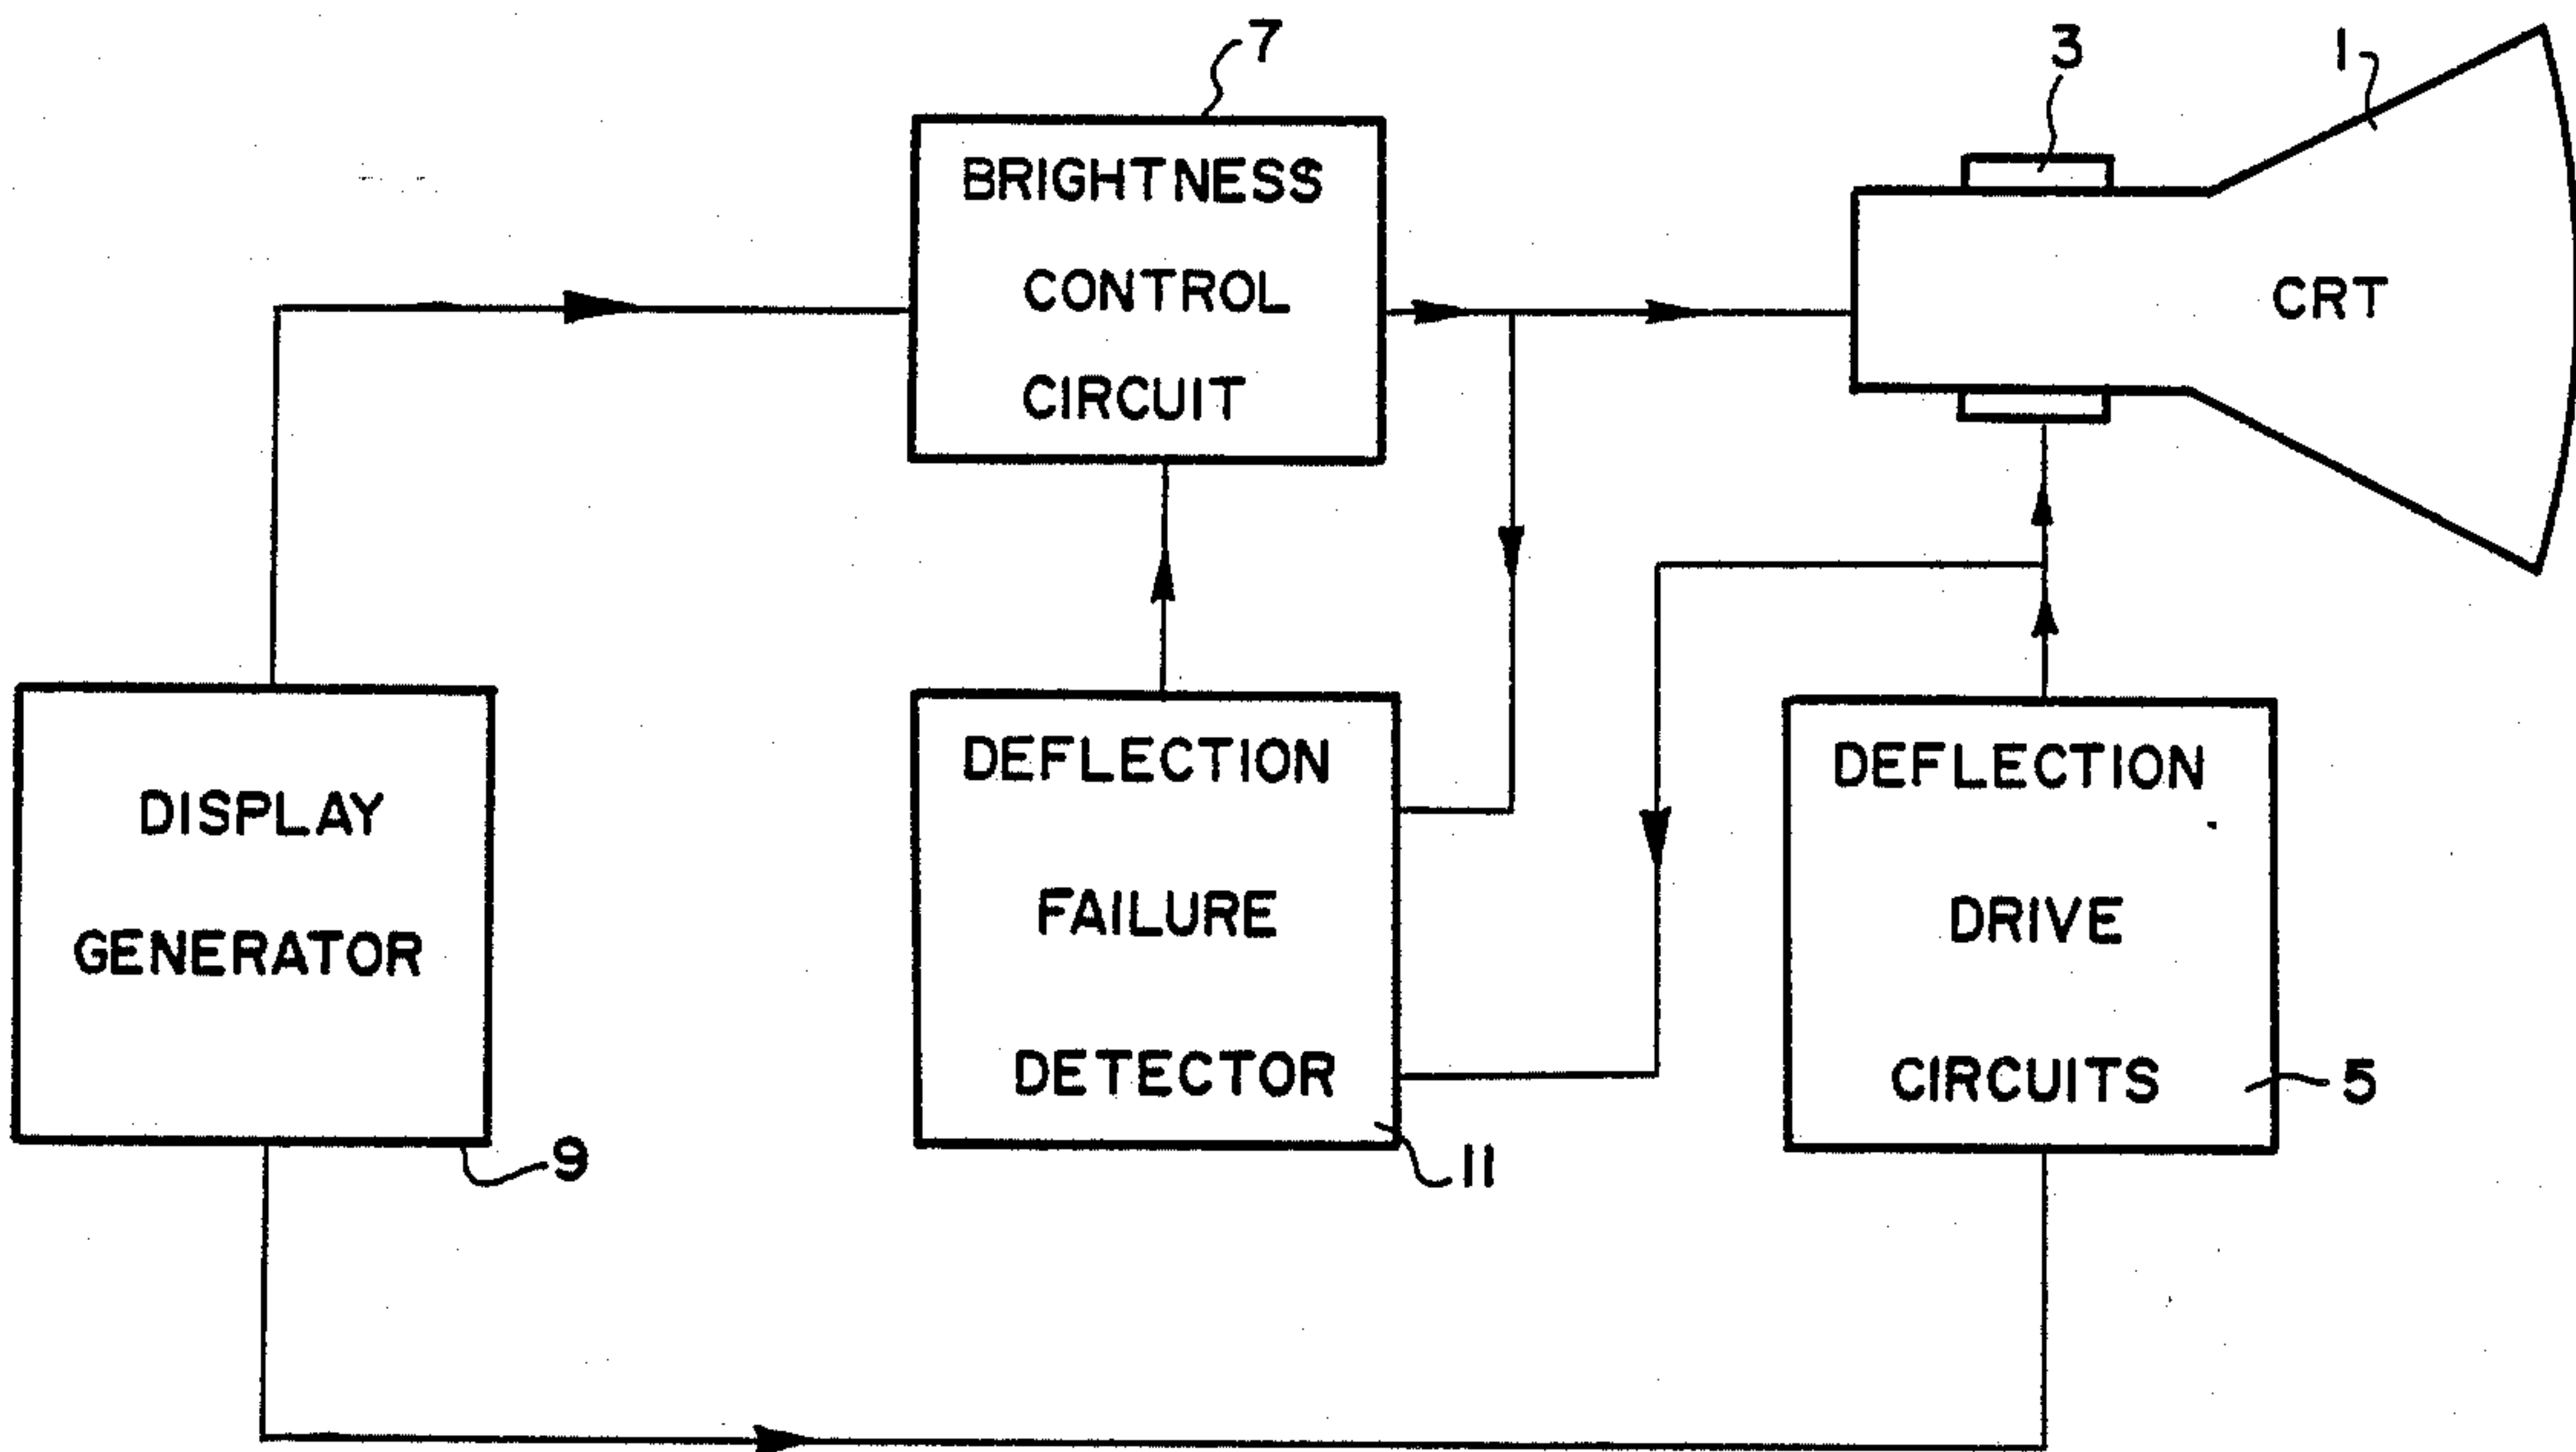 7
3
1
BRIGHTNESS
CONTROL
CIRCUIT
CRT
DISPLAY
GENERATOR
9
DEFLECTION
FAILURE
DETECTOR
11
DEFLECTION
DRIVE
CIRCUITS
5